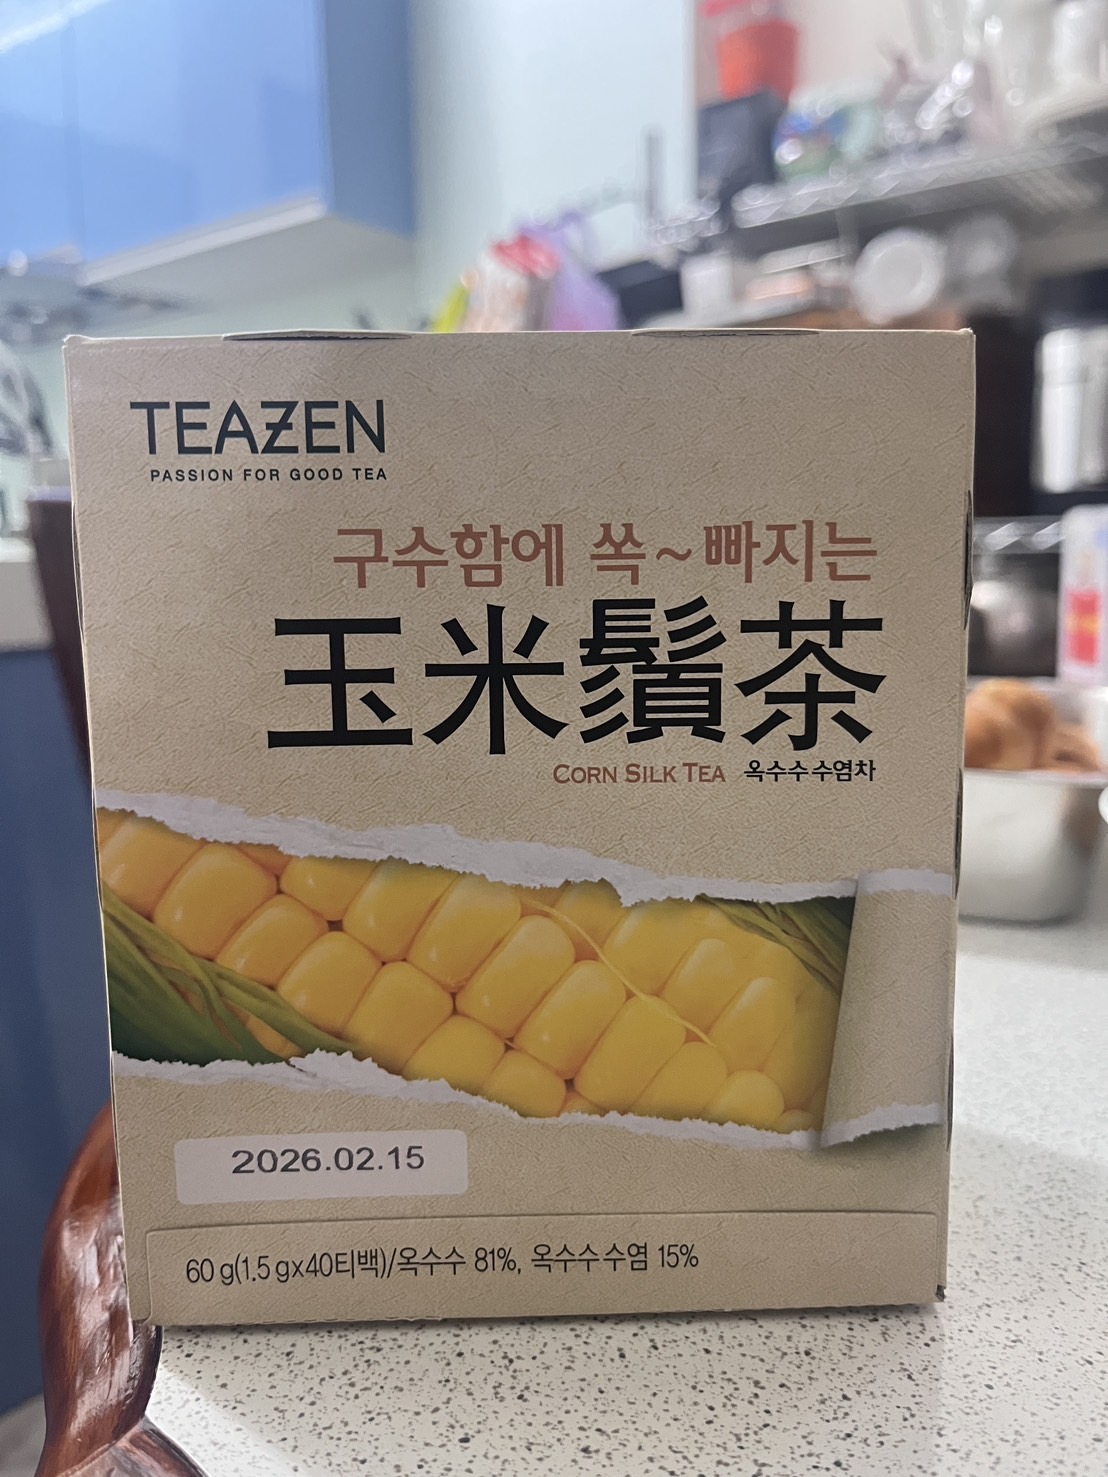 TEAZEN
PASSION FOR GOOD TEA
구수함에 쏙~빠지는
玉米鬚茶
CORN SILK TEA 옥수수수염차
2026.02.15
60 g(1.5 gx40티백)/옥수수 81%, 옥수수수염 15%